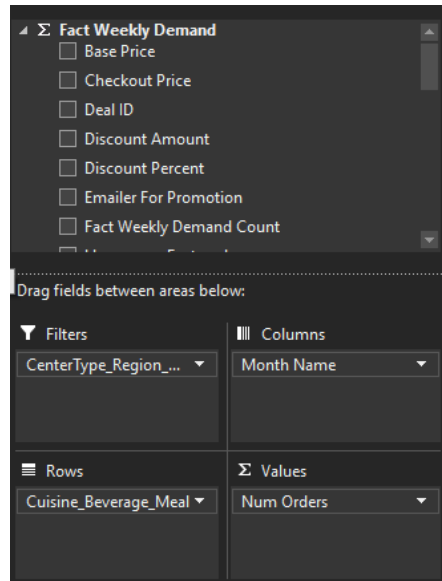 Σ Fact Weekly Demand
Base Price
Checkout Price
Deal ID
Discount Amount
Discount Percent
Emailer For Promotion
Fact Weekly Demand Count
Drag fields between areas below:
Filters
Columns
CenterType_Region_...
Month Name
Rows
Σ Values
Cuisine_Beverage_Meal
Num Orders